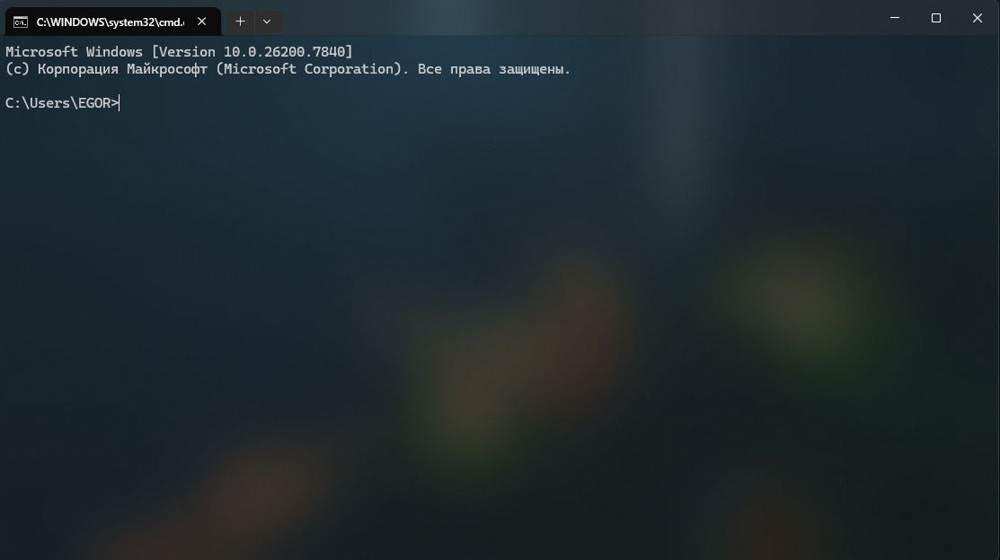 C:\WINDOWS\system32\cmd.
Microsoft Windows [Version 10.0.26200.7840]
(c) Корпорация Майкрософт (Microsoft Corporation). Все права защищены.
C:\Users\EGOR>